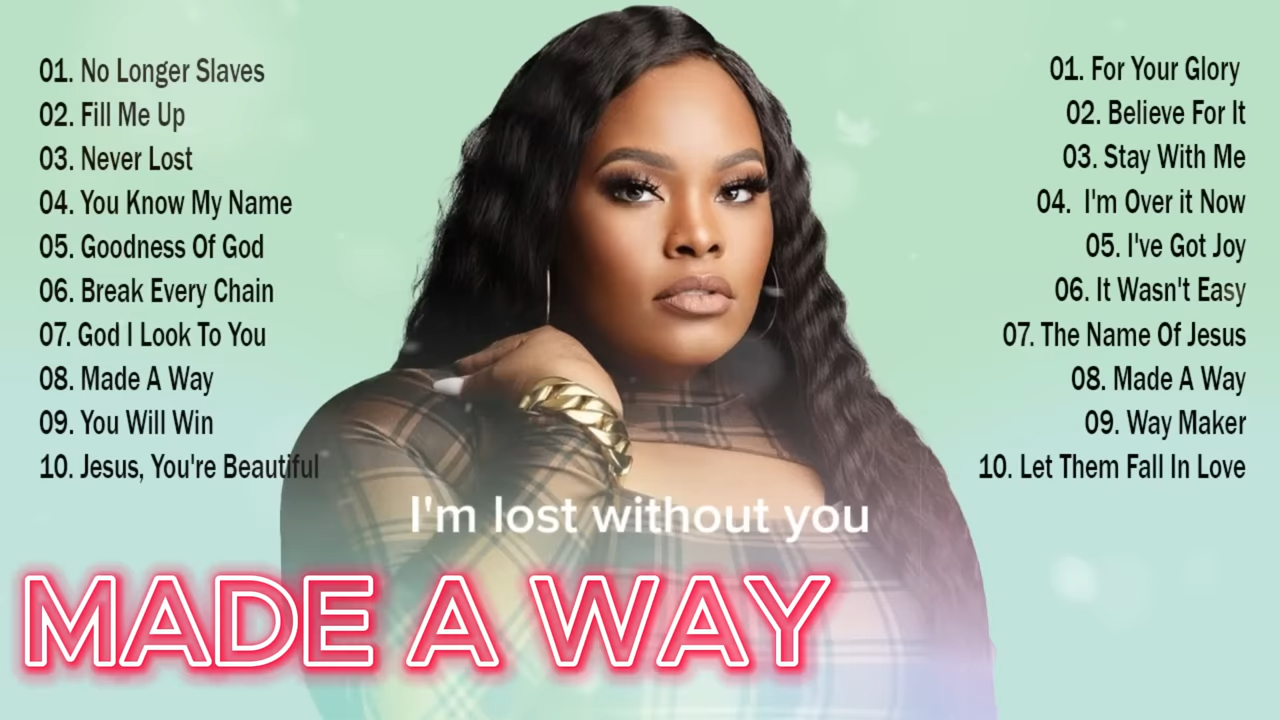 01. No Longer Slaves
02. Fill Me Up
03. Never Lost
04. You Know My Name
05. Goodness Of God
06. Break Every Chain
07. God I Look To You
08. Made A Way
09. You Will Win
10. Jesus, You're Beautiful
01. For Your Glory
02. Believe For It
03. Stay With Me
04. I'm Over it Now
05. I've Got Joy
06. It Wasn't Easy
07. The Name Of Jesus
08. Made A Way
09. Way Maker
10. Let Them Fall In Love
I'm lost without you
MADE A WAY